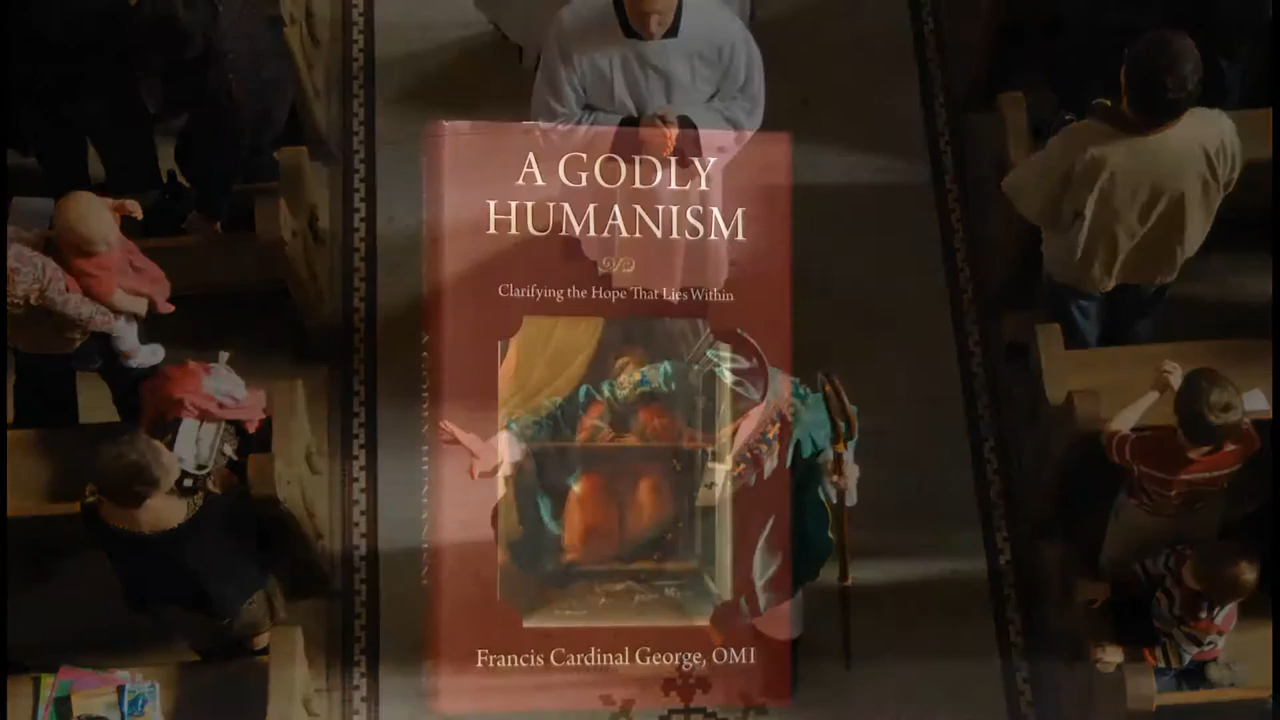 A GODLY
HUMANISM
Clarifying the Hope That Lies Within
Francis Cardinal George, OMI